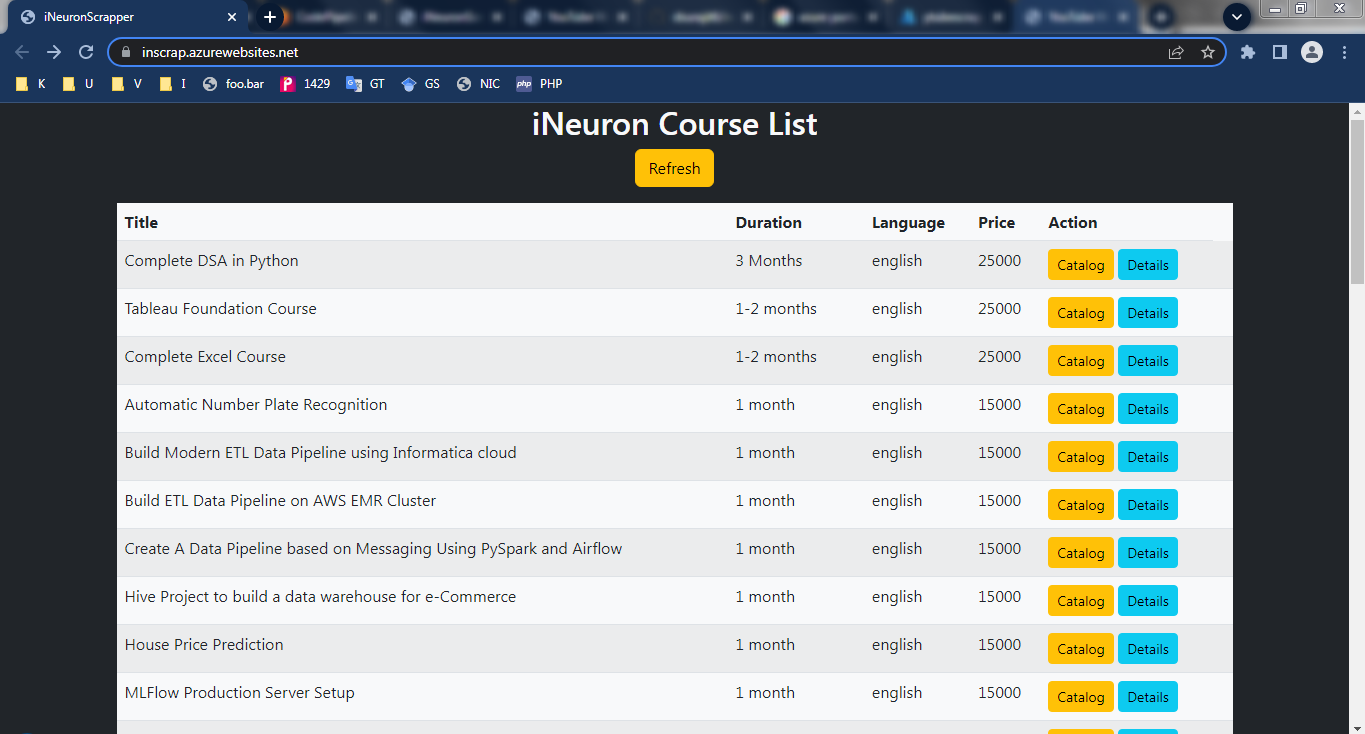 iNeuronScrapper
inscrap.azurewebsites.net
K U V I foo.bar 1429 GT GS NIC php PHP
iNeuron Course List
Refresh
Title Duration Language Price Action
Complete DSA in Python 3 Months english 25000 Catalog Details
Tableau Foundation Course 1-2 months english 25000 Catalog Details
Complete Excel Course 1-2 months english 25000 Catalog Details
Automatic Number Plate Recognition 1 month english 15000 Catalog Details
Build Modern ETL Data Pipeline using Informatica cloud 1 month english 15000 Catalog Details
Build ETL Data Pipeline on AWS EMR Cluster 1 month english 15000 Catalog Details
Create A Data Pipeline based on Messaging Using PySpark and Airflow 1 month english 15000 Catalog Details
Hive Project to build a data warehouse for e-Commerce 1 month english 15000 Catalog Details
House Price Prediction 1 month english 15000 Catalog Details
MLFlow Production Server Setup 1 month english 15000 Catalog Details